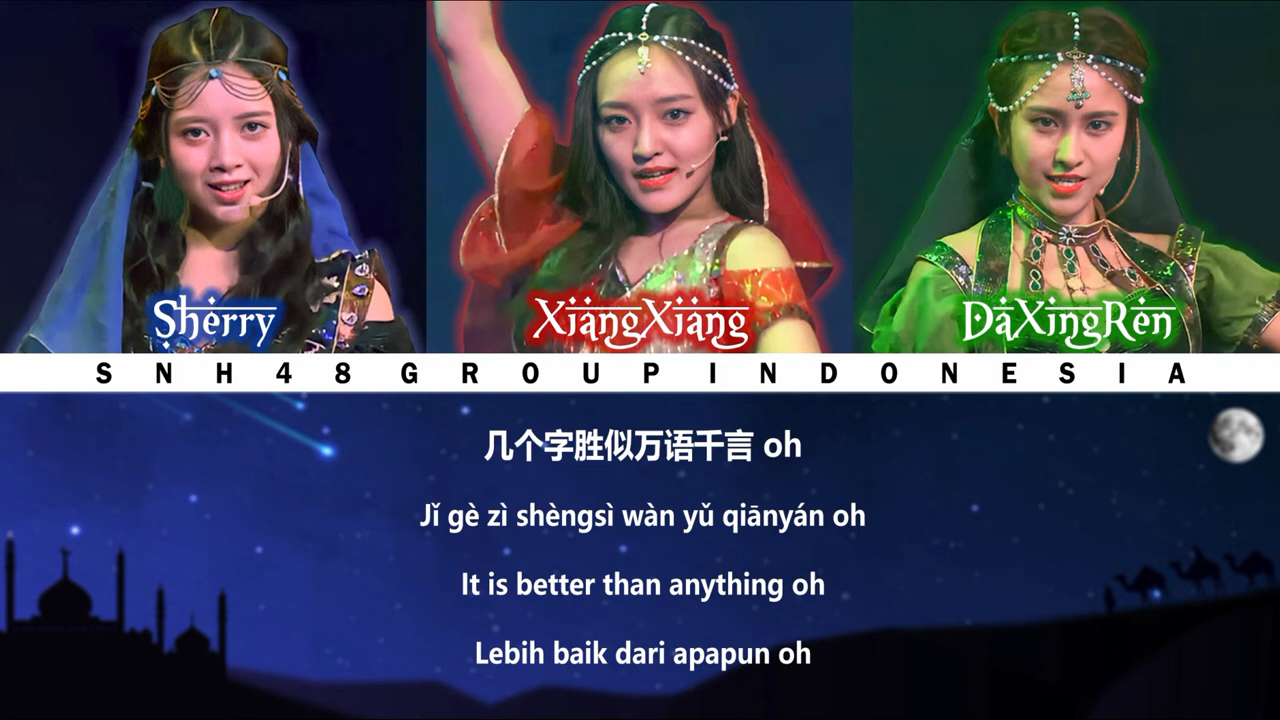 Sherry
XiangXiang
DaXingRen
SNH48GROUPINDONESIA
几个字胜似万语千言 oh
Jǐ gè zì shèngsì wàn yǔ qiānyán oh
It is better than anything oh
Lebih baik dari apapun oh